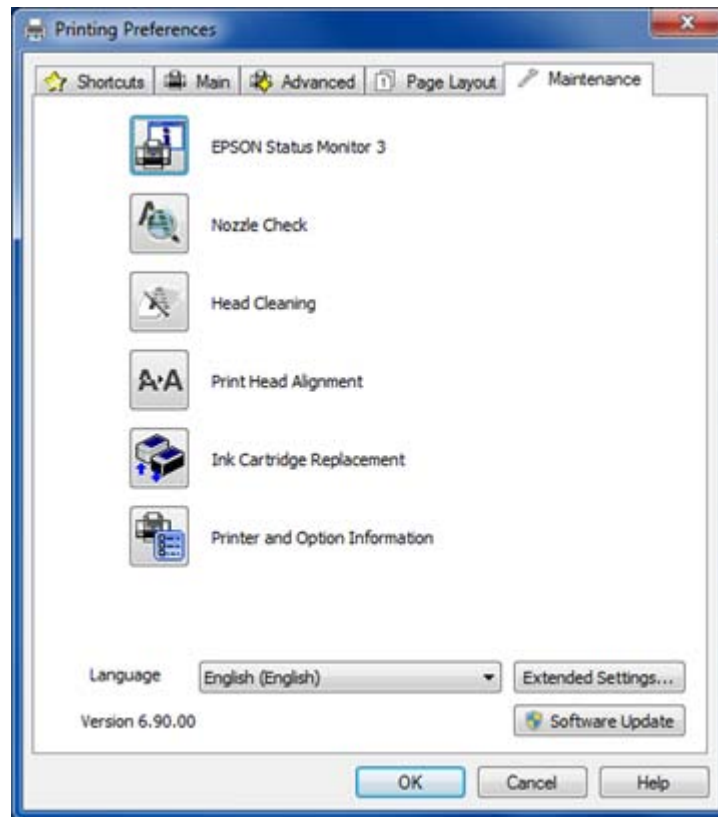 Printing Preferences
Shortcuts Main Advanced 1 Page Layout Maintenance
i
EPSON Status Monitor 3
Nozzle Check
Head Cleaning
A·A Print Head Alignment
Ink Cartridge Replacement
Printer and Option Information
Language English (English) Extended Settings...
Version 6.90.00 Software Update
OK Cancel Help